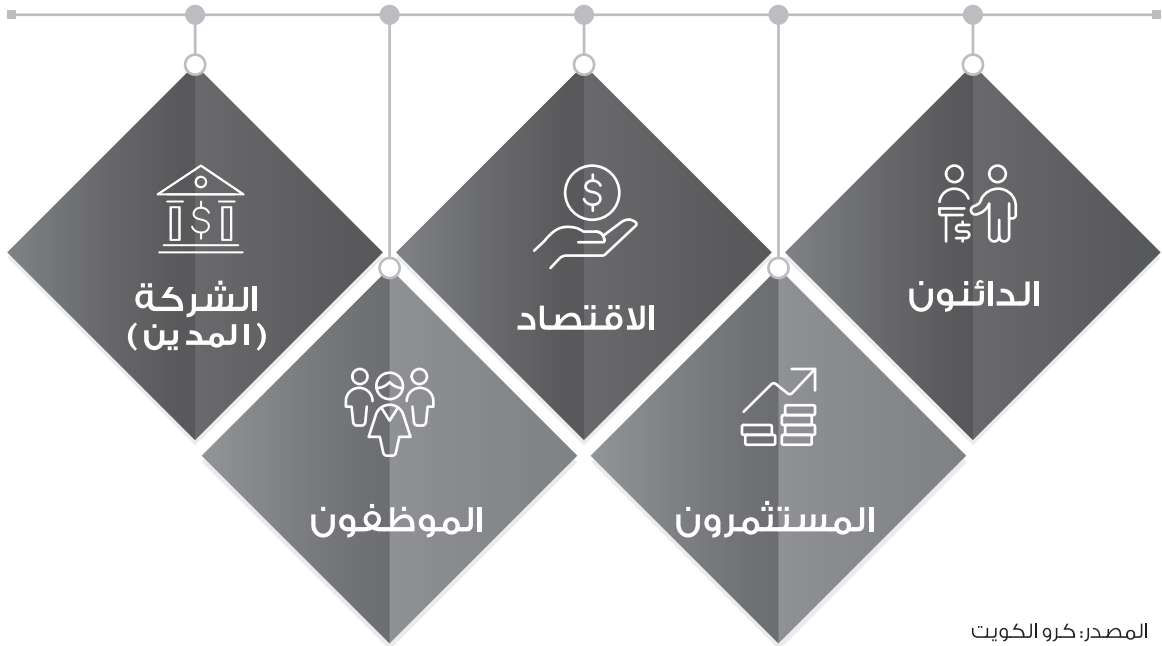 الدائنون
المستثمرون
الاقتصاد
الموظفون
الشركة
(المدين)
المصدر: كرو الكويت